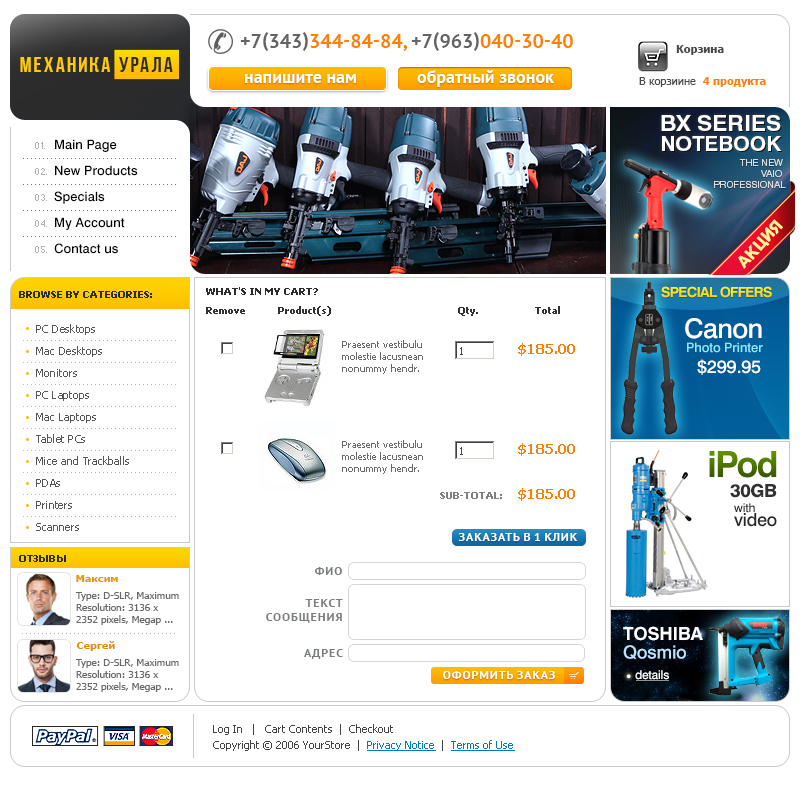 МЕХАНИКА УРАЛА
+7(343)344-84-84, +7(963)040-30-40
напишите нам
обратный звонок
Корзина
В корзиине 4 продукта
01. Main Page
02. New Products
03. Specials
04. My Account
05. Contact us
DAJ
DAJ
DAJ
DAJ
BX SERIES
NOTEBOOK
THE NEW
VAIO
PROFESSIONAL
АКЦИЯ
BROWSE BY CATEGORIES:
PC Desktops
Mac Desktops
Monitors
PC Laptops
Mac Laptops
Tablet PCs
Mice and Trackballs
PDAs
Printers
Scanners
ОТЗЫВЫ
Максим
Type: D-SLR, Maximum
Resolution: 3136 x
2352 pixels, Megap ...
Сергей
Type: D-SLR, Maximum
Resolution: 3136 x
2352 pixels, Megap ...
WHAT'S IN MY CART?
Remove Product(s) Qty. Total
Praesent vestibulu
molestie lacusnean
nonummy hendr.
1
$185.00
Praesent vestibulu
molestie lacusnean
nonummy hendr.
1
$185.00
SUB-TOTAL: $185.00
ЗАКАЗАТЬ В 1 КЛИК
ФИО
ТЕКСТ
СООБЩЕНИЯ
АДРЕС
ОФОРМИТЬ ЗАКАЗ
SPECIAL OFFERS
Canon
Photo Printer
$299.95
iPod
30GB
with
video
TOSHIBA
Qosmio
details
PayPal VISA MasterCard
Log In | Cart Contents | Checkout
Copyright © 2006 YourStore | Privacy Notice | Terms of Use